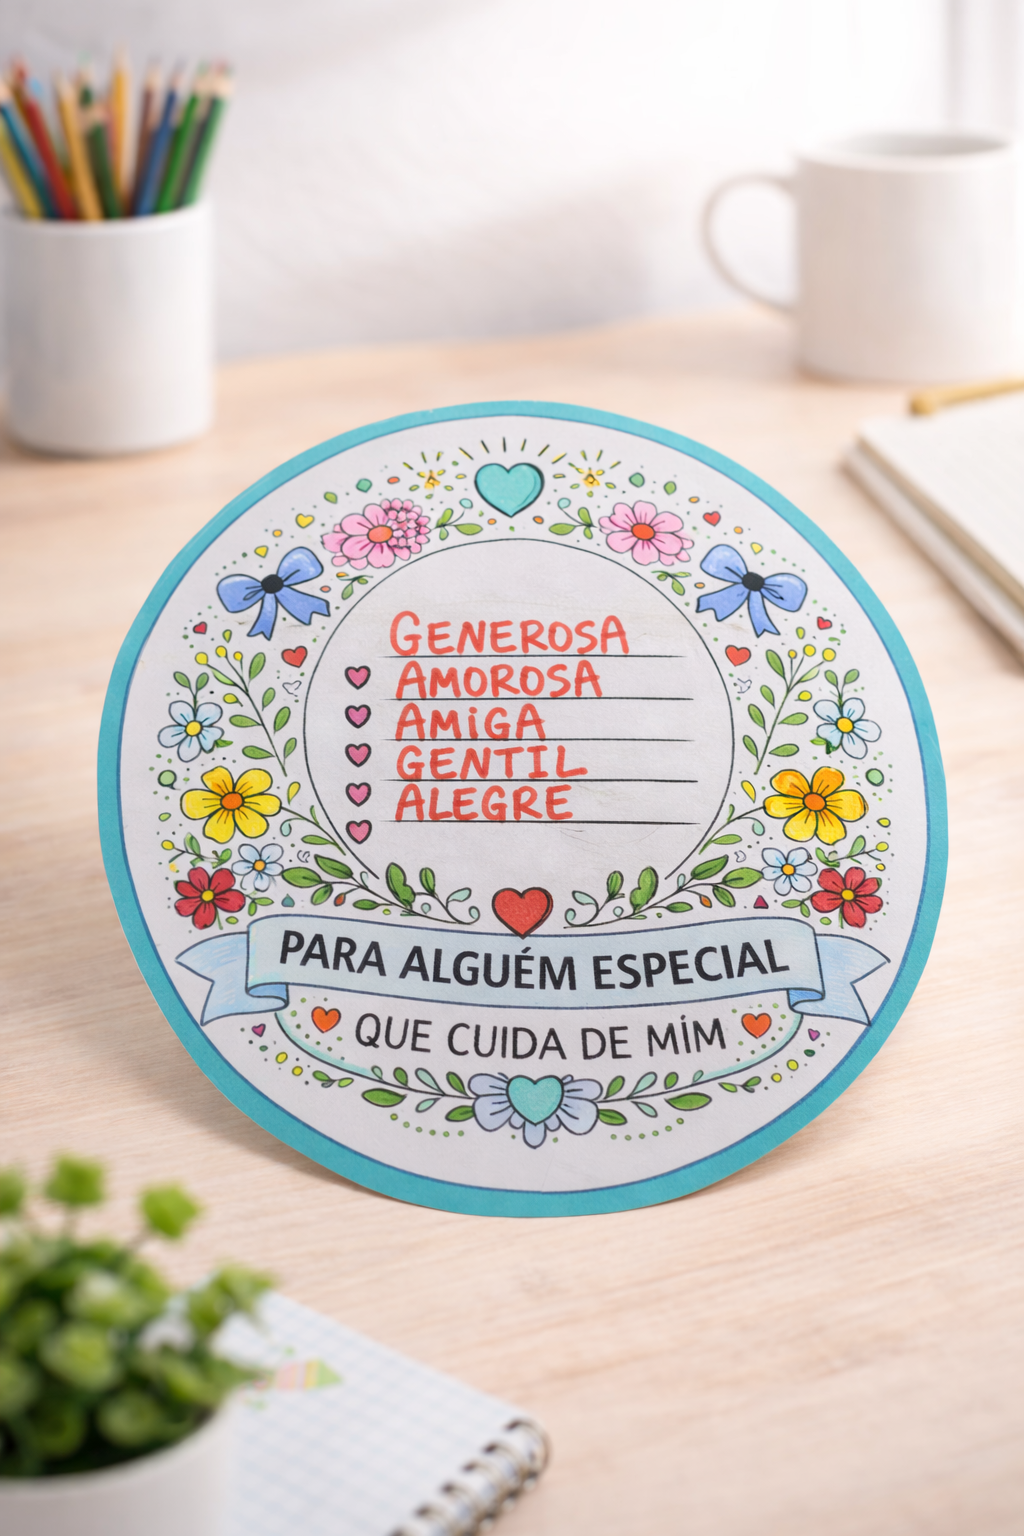 GENEROSA
AMOROSA
AMiGA
GENTIL
ALEGRE
PARA ALGUÉM ESPECIAL
QUE CUIDA DE MÍM